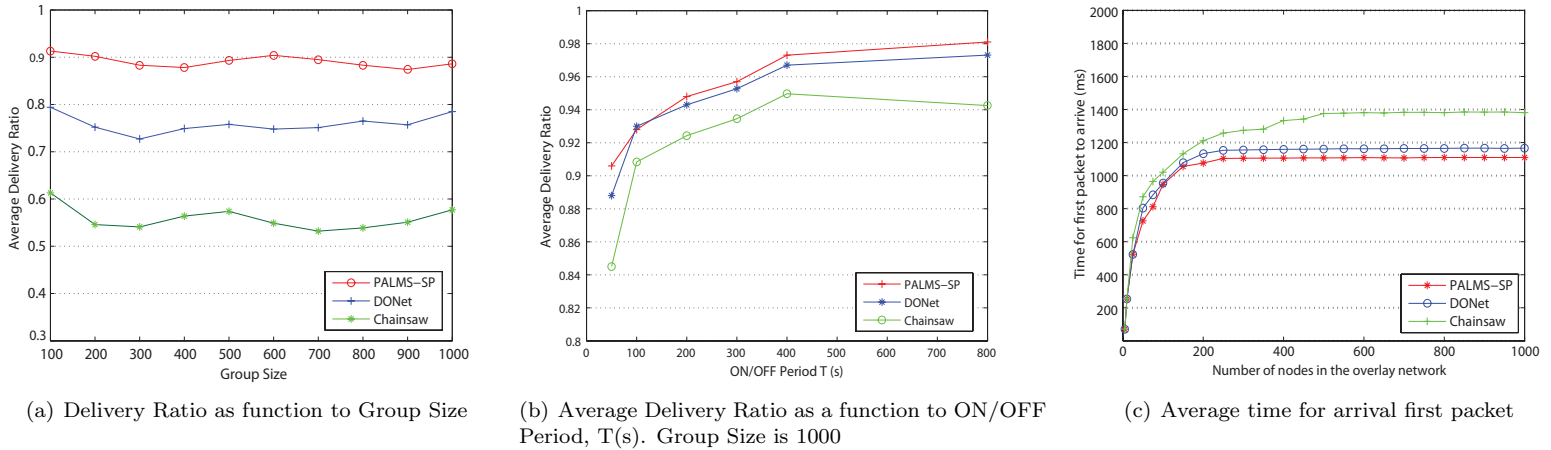 1
0.9
0.8
0.7
0.6
0.5
0.4
0.3
Average Delivery Ratio
100 200 300 400 500 600 700 800 900 1000
Group Size
PALMS−SP
DONet
Chainsaw
(a) Delivery Ratio as function to Group Size
1
0.98
0.96
0.94
0.92
0.9
0.88
0.86
0.84
0.82
0.8
Average Delivery Ratio
0 100 200 300 400 500 600 700 800
ON/OFF Period T (s)
PALMS−SP
DONet
Chainsaw
(b) Average Delivery Ratio as a function to ON/OFF
Period, T(s). Group Size is 1000
2000
1800
1600
1400
1200
1000
800
600
400
200
Time for first packet to arrive (ms)
0 200 400 600 800 1000
Number of nodes in the overlay network
PALMS−SP
DONet
Chainsaw
(c) Average time for arrival first packet